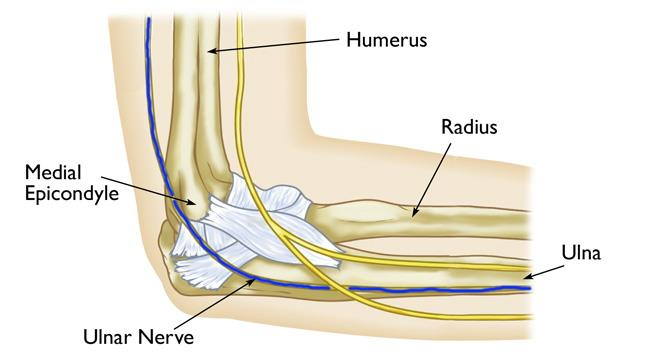 Humerus
Radius
Medial
Epicondyle
Ulna
Ulnar Nerve